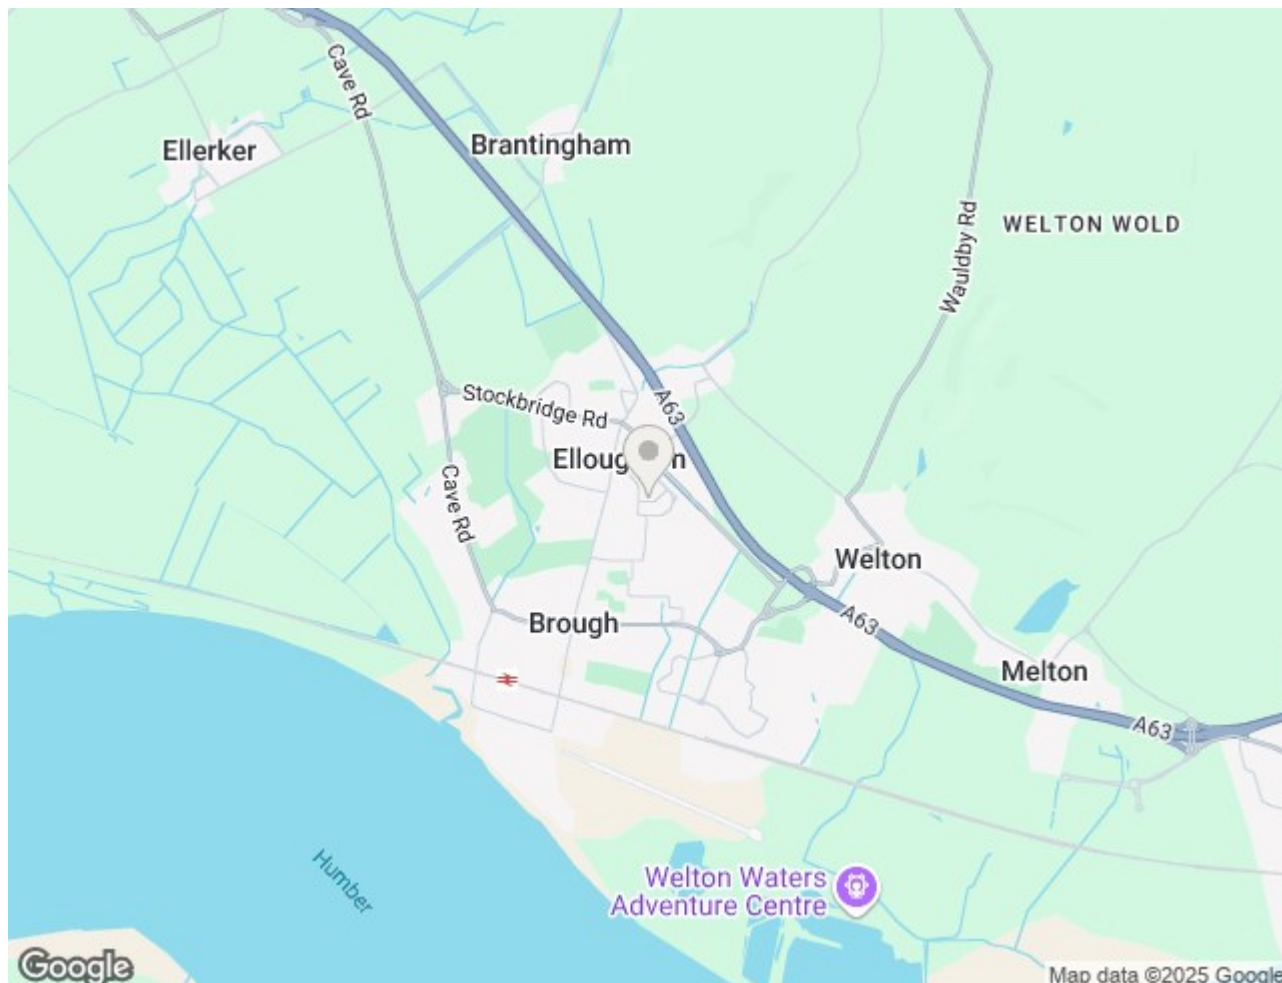 Cave Rd
Ellerker
Brantingham
WELTON WOLD
Wauldby Rd
Stockbridge Rd
A63
Cave Rd
Welton
A63
Brough
Melton
A63
Humber
Welton Waters
Adventure Centre
Google
Map data ©2025 Google